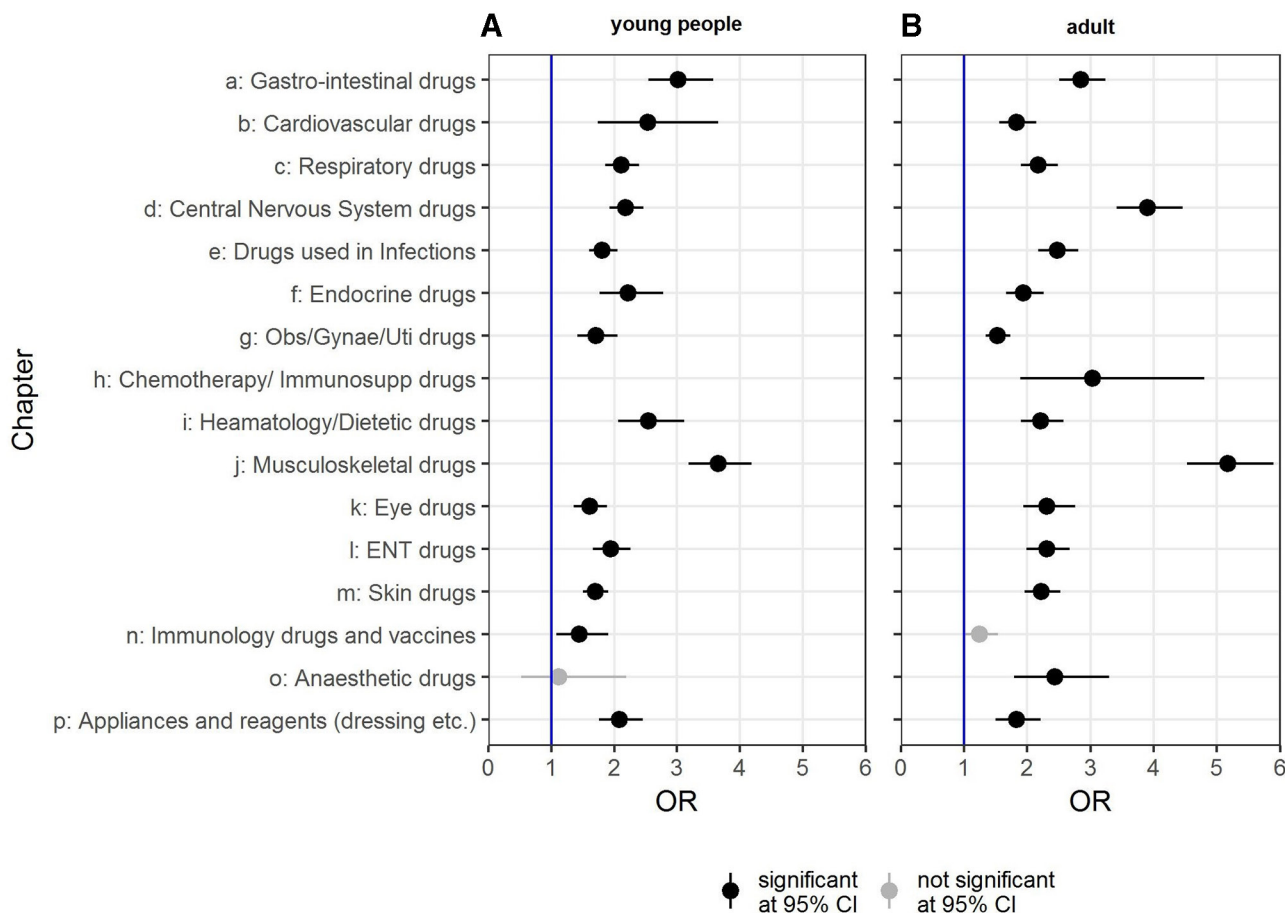 A young people
B adult
Chapter
a: Gastro-intestinal drugs
b: Cardiovascular drugs
c: Respiratory drugs
d: Central Nervous System drugs
e: Drugs used in Infections
f: Endocrine drugs
g: Obs/Gynae/Uti drugs
h: Chemotherapy/ Immunosupp drugs
i: Heamatology/Dietetic drugs
j: Musculoskeletal drugs
k: Eye drugs
l: ENT drugs
m: Skin drugs
n: Immunology drugs and vaccines
o: Anaesthetic drugs
p: Appliances and reagents (dressing etc.)
0 1 2 3 4 5 6
OR
0 1 2 3 4 5 6
OR
significant
at 95% CI
not significant
at 95% CI